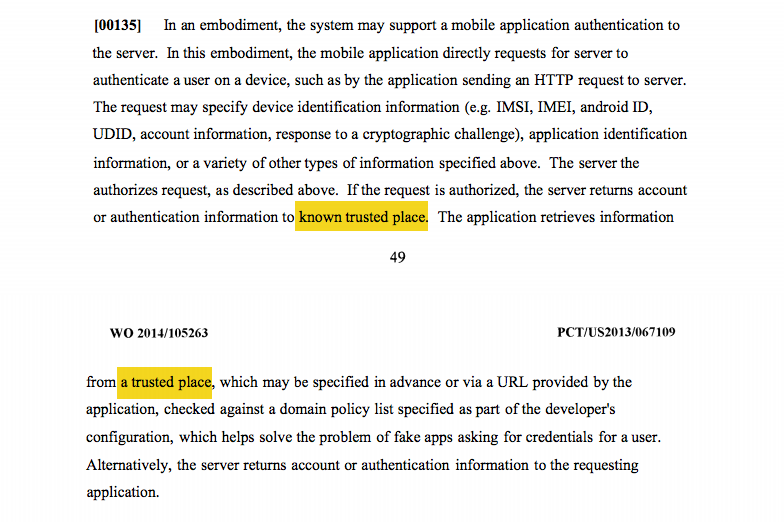 [00135] In an embodiment, the system may support a mobile application authentication to
the server. In this embodiment, the mobile application directly requests for server to
authenticate a user on a device, such as by the application sending an HTTP request to server.
The request may specify device identification information (e.g. IMSI, IMEI, android ID,
UDID, account information, response to a cryptographic challenge), application identification
information, or a variety of other types of information specified above. The server the
authorizes request, as described above. If the request is authorized, the server returns account
or authentication information to known trusted place. The application retrieves information
49
WO 2014/105263 PCT/US2013/067109
from a trusted place, which may be specified in advance or via a URL provided by the
application, checked against a domain policy list specified as part of the developer's
configuration, which helps solve the problem of fake apps asking for credentials for a user.
Alternatively, the server returns account or authentication information to the requesting
application.